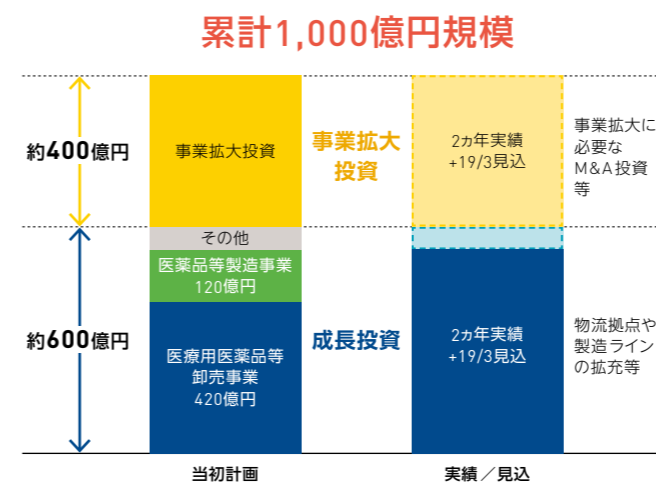 累計1,000億円規模
約400億円
事業拡大投資
事業拡大
投資
2ヵ年実績
+19/3見込
事業拡大に
必要な
M&A投資
等
約600億円
その他
医薬品等製造事業
120億円
医療用医薬品等
卸売事業
420億円
成長投資
2ヵ年実績
+19/3見込
物流拠点や
製造ライン
の拡充等
当初計画
実績／見込